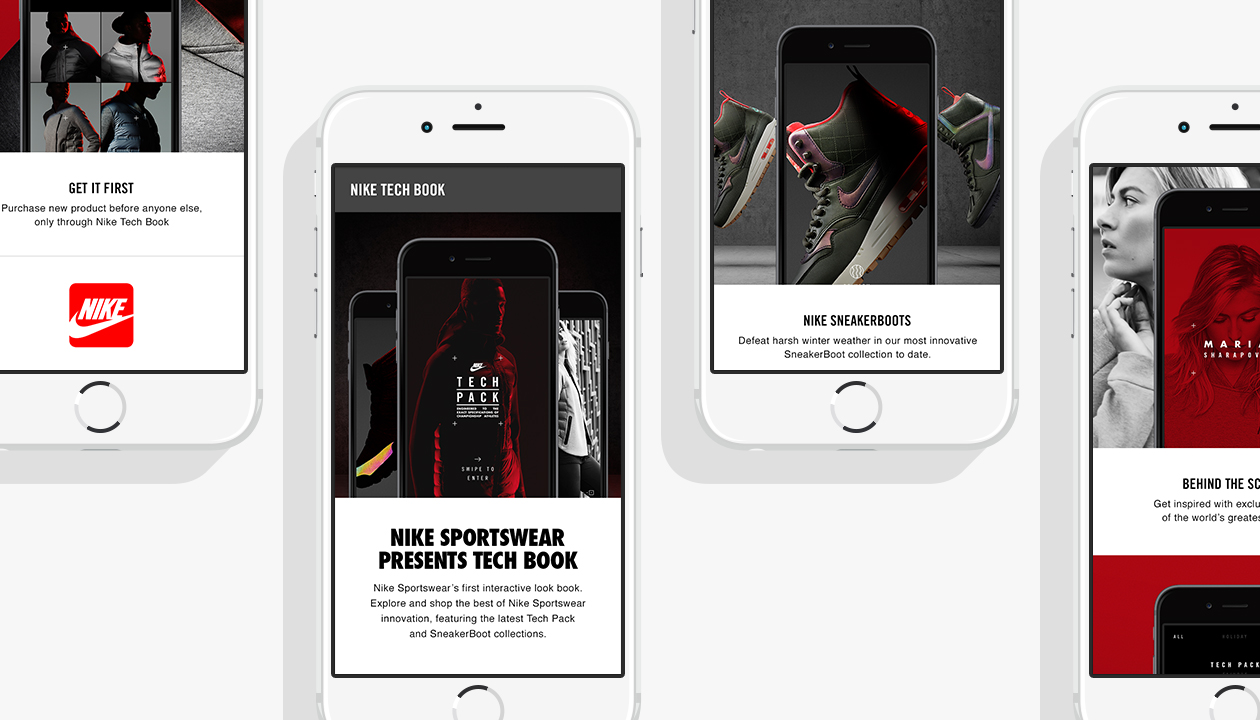 GET IT FIRST
Purchase new product before anyone else,
only through Nike Tech Book
NIKE
NIKE TECH BOOK
TECH
PACK
ENGINEERED TO THE
EXACT SPECIFICATIONS OF
CHAMPIONSHIP ATHLETES
SWIPE TO
ENTER
NIKE SPORTSWEAR
PRESENTS TECH BOOK
Nike Sportswear's first interactive look book.
Explore and shop the best of Nike Sportswear
innovation, featuring the latest Tech Pack
and SneakerBoot collections.
NIKE SNEAKERBOOTS
Defeat harsh winter weather in our most innovative
SneakerBoot collection to date.
MARIA
SHARAPOV
BEHIND THE SC
Get inspired with exclu
of the world's greates
ALL
HOLIDAY
TECH PACK